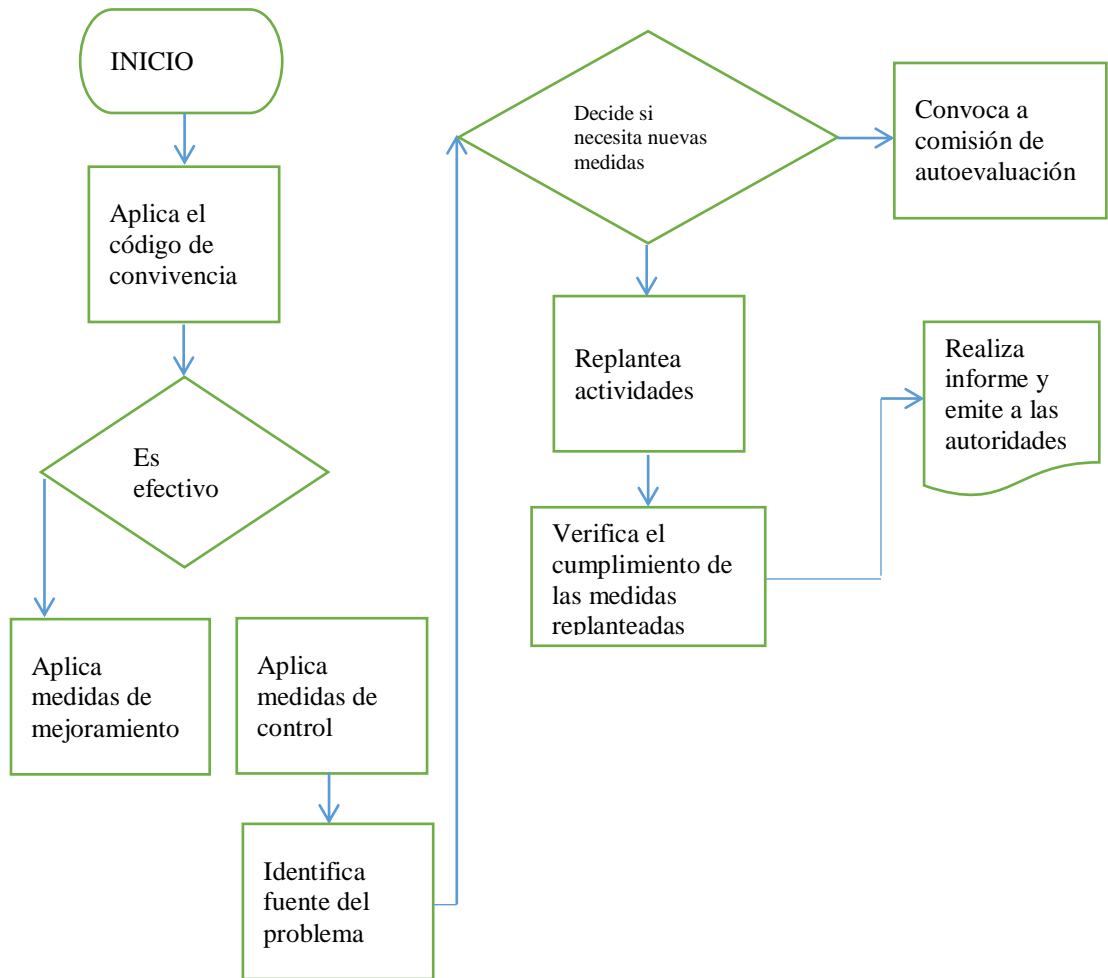 INICIO
Aplica el
código de
convivencia
Es
efectivo
Aplica
medidas de
mejoramiento
Aplica
medidas de
control
Identifica
fuente del
problema
Decide si
necesita nuevas
medidas
Convoca a
comisión de
autoevaluación
Replantea
actividades
Verifica el
cumplimiento de
las medidas
replanteadas
Realiza
informe y
emite a las
autoridades